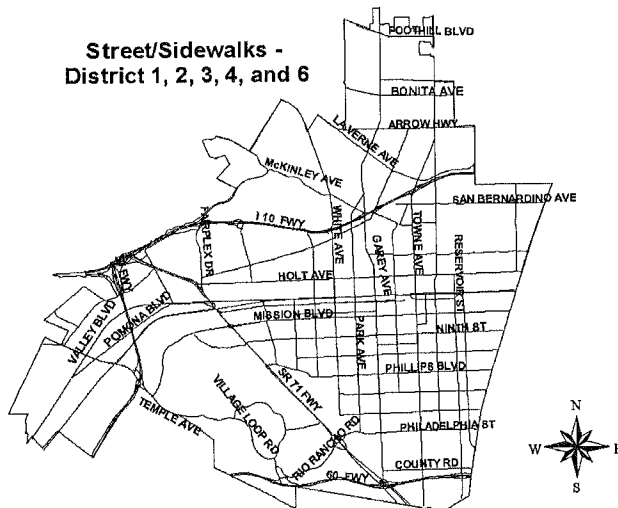 Street/Sidewalks -
District 1, 2, 3, 4, and 6
FOOTHILL BLVD
BONITA AVE
ARROW HWY
LA VERNE AVE
McKINLEY AVE
SAN BERNARDINO AVE
FAIRPLEX DR
I 10 FWY
WHITE AVE
GAREY AVE
TOWNE AVE
RESERVOIR ST
FWY
HOLT AVE
VALLEY BLVD
POMONA BLVD
MISSION BLVD
PARK AVE
NINTH ST
PHILLIPS BLVD
SR 71 FWY
VILLAGE LOOP RD
TEMPLE AVE
RIO RANCHO RD
PHILADELPHIA ST
COUNTY RD
60 FWY
N
W
E
S